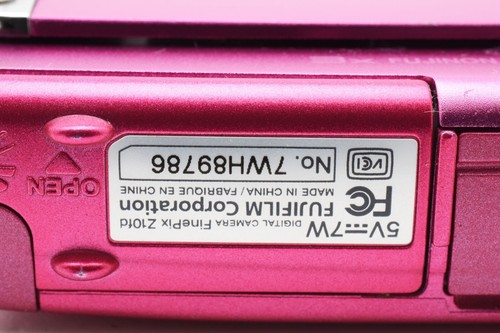 5V⎓7W
DIGITAL CAMERA FinePix Z10fd
FUJIFILM Corporation
FC
MADE IN CHINA / FABRIQUE EN CHINE
VCI
No. 7WH89786
OPEN
FUJINON